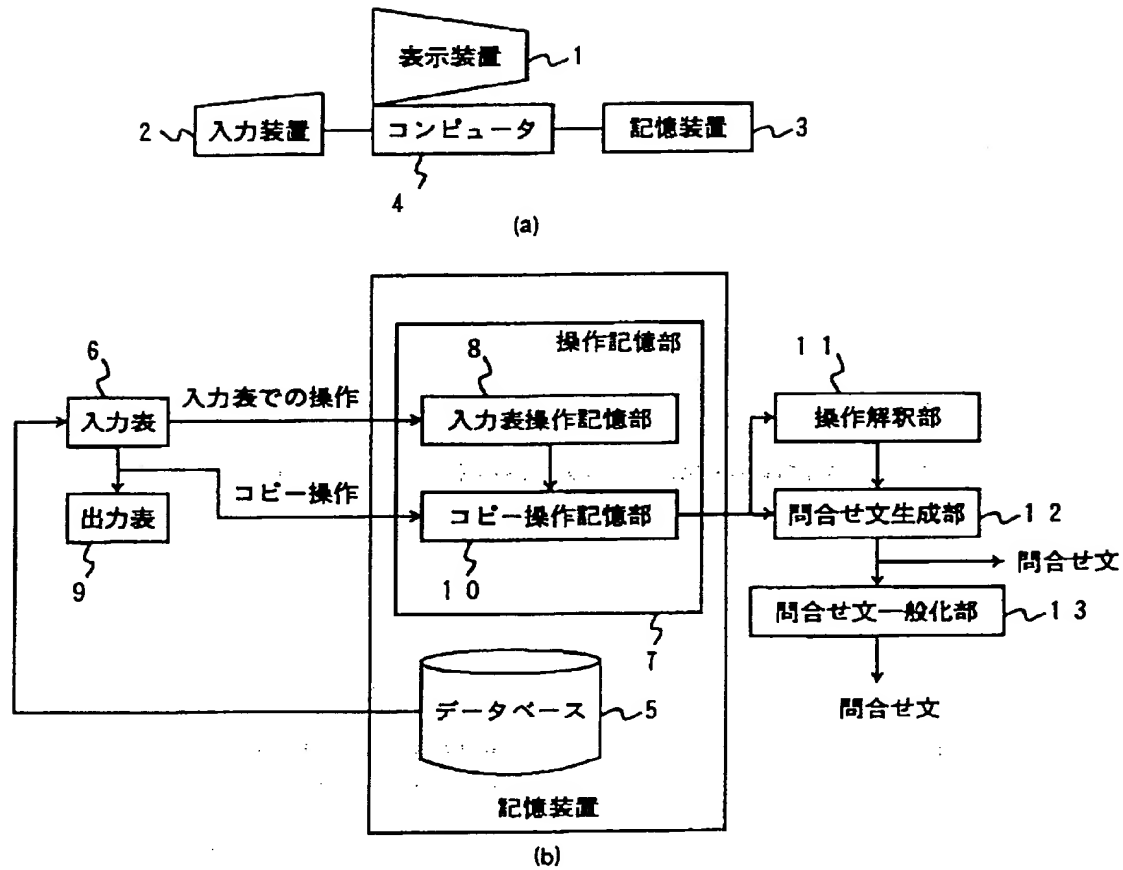 表示装置
1
2
入力装置
コンピュータ
記憶装置
3
4
(a)
操作記憶部
6
8
11
入力表での操作
入力表
入力表操作記憶部
操作解釈部
コピー操作
出力表
コピー操作記憶部
問合せ文生成部
12
9
10
問合せ文
問合せ文一般化部
13
7
データベース
5
問合せ文
記憶装置
(b)